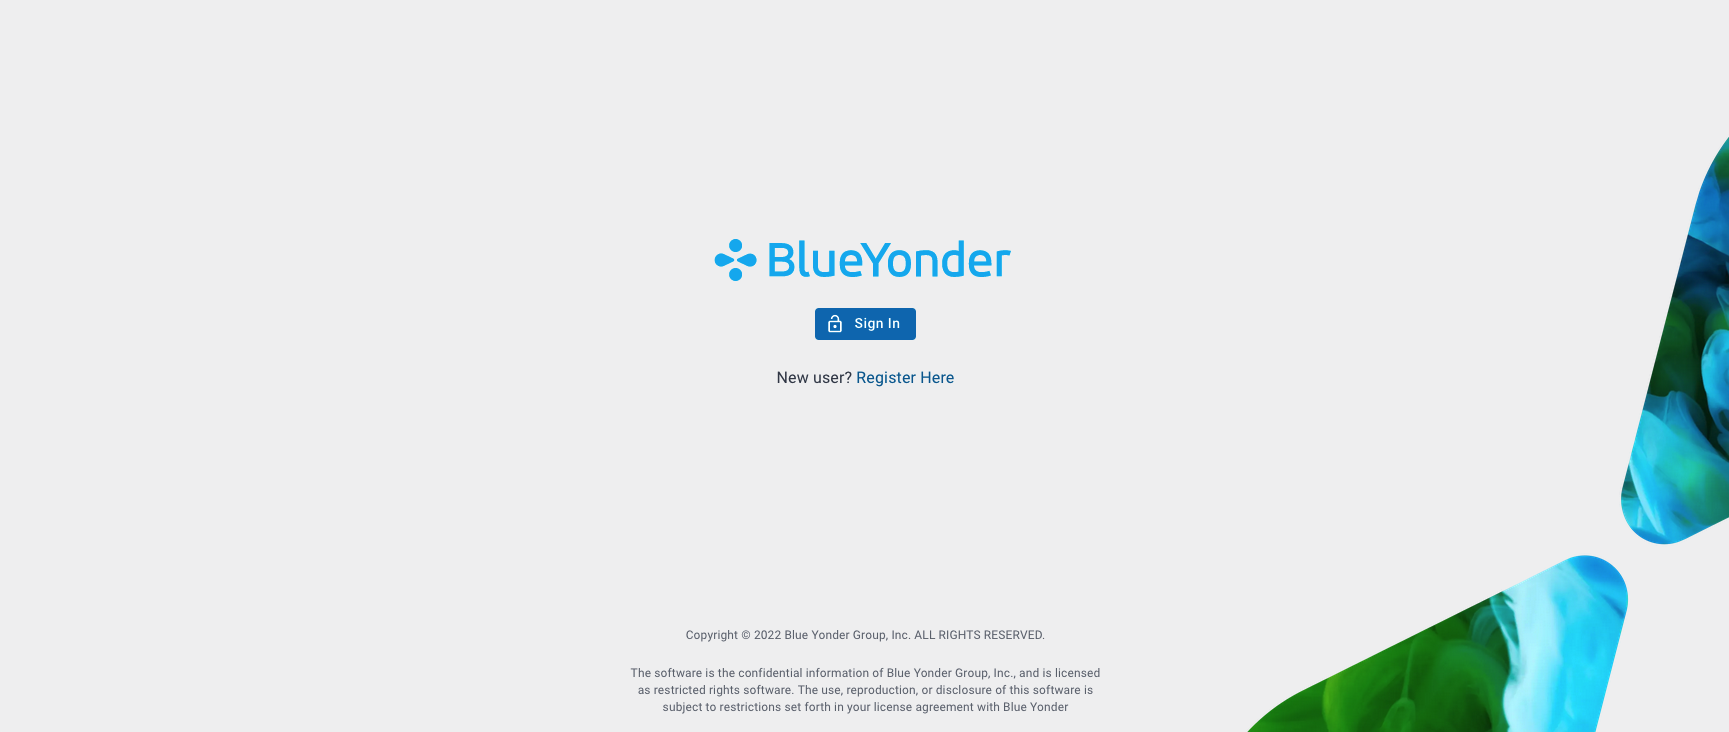 BlueYonder
Sign In
New user? Register Here
Copyright © 2022 Blue Yonder Group, Inc. ALL RIGHTS RESERVED.
The software is the confidential information of Blue Yonder Group, Inc., and is licensed
as restricted rights software. The use, reproduction, or disclosure of this software is
subject to restrictions set forth in your license agreement with Blue Yonder